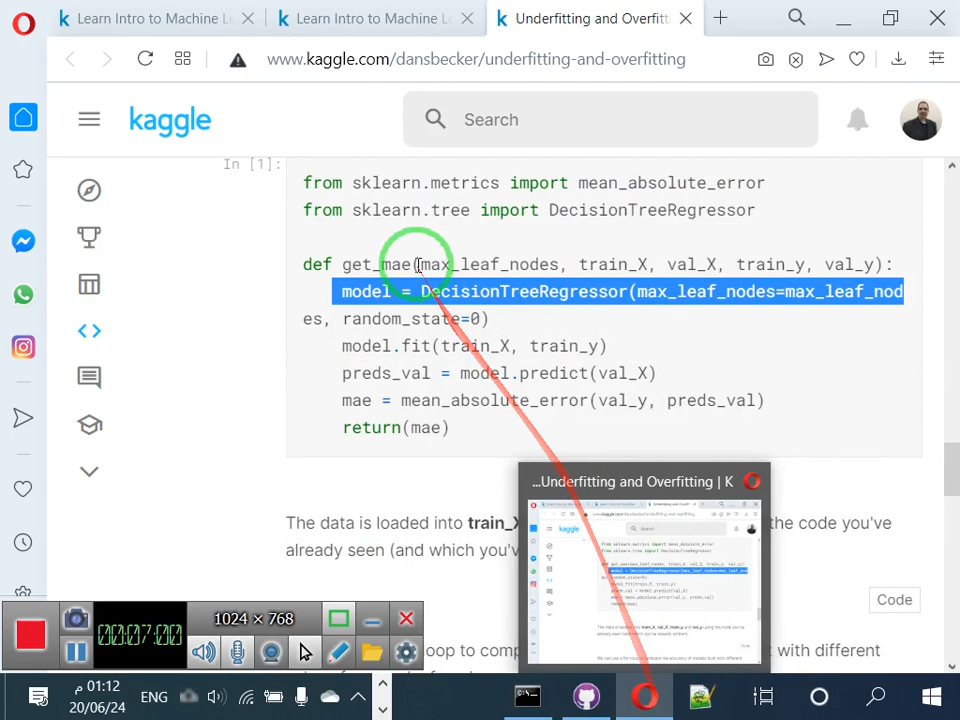 Learn Intro to Machine Le
Learn Intro to Machine Le
Underfitting and Overfitti
www.kaggle.com/dansbecker/underfitting-and-overfitting
kaggle
Search
In [1]:
from sklearn.metrics import mean_absolute_error
from sklearn.tree import DecisionTreeRegressor
def get_mae(max_leaf_nodes, train_X, val_X, train_y, val_y):
model = DecisionTreeRegressor(max_leaf_nodes=max_leaf_nod
es, random_state=0)
model.fit(train_X, train_y)
preds_val = model.predict(val_X)
mae = mean_absolute_error(val_y, preds_val)
return(mae)
...Underfitting and Overfitting | K
The data is loaded into train_X the code you've
already seen (and which you've
Code
1024 × 768
000:07:00
oop to comp t with different
01:12 م
ENG
20/06/24